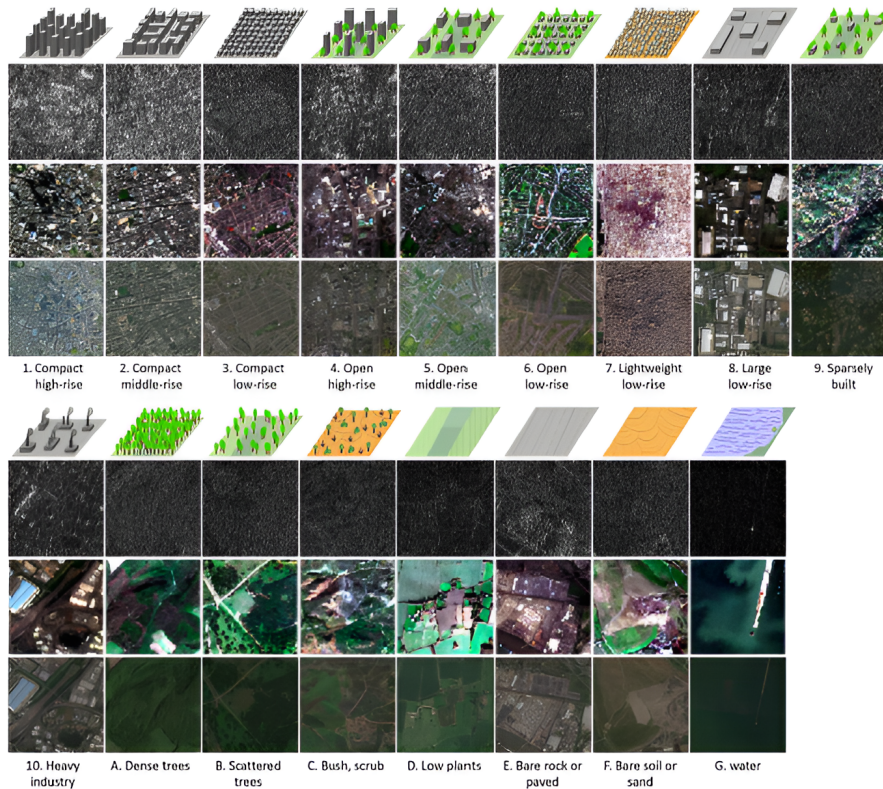 1. Compact
high-rise
2. Compact
middle-rise
3. Compact
low-rise
4. Open
high-rise
5. Open
middle-rise
6. Open
low-rise
7. Lightweight
low-rise
8. Large
low-rise
9. Sparsely
built
10. Heavy
industry
A. Dense trees
B. Scattered
trees
C. Bush, scrub
D. Low plants
E. Bare rock or
paved
F. Bare soil or
sand
G. water